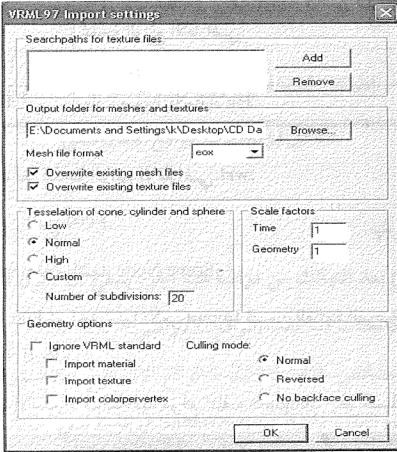 VRML97 Import settings
Searchpaths for texture files
Add
Remove
Output folder for meshes and textures
E:\Documents and Settings\k\Desktop\CD Da
Browse...
Mesh file format
eox
Overwrite existing mesh files
Overwrite existing texture files
Tesselation of cone, cylinder and sphere
Low
Normal
High
Custom
Number of subdivisions: 20
Scale factors
Time 1
Geometry 1
Geometry options
Ignore VRML standard
Import material
Import texture
Import colorpervertex
Culling mode:
Normal
Reversed
No backface culling
OK
Cancel